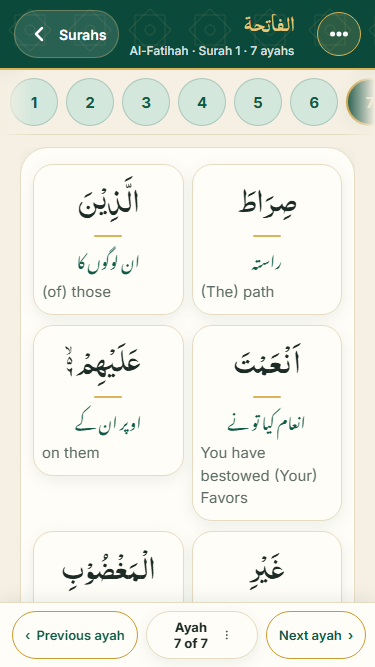 Surahs
الفاتحة
Al-Fatihah · Surah 1 · 7 ayahs
1 2 3 4 5 6 7
صِرَاطَ
راستہ
(The) path
الَّذِيْنَ
ان لوگوں کا
(of) those
اَنْعَمْتَ
انعام کیا تو نے
You have
bestowed (Your)
Favors
عَلَيْهِمْ ۙ۬
اوپر ان کے
on them
غَيْرِ
الْمَغْضُوْبِ
‹ Previous ayah
Ayah
7 of 7
Next ayah ›